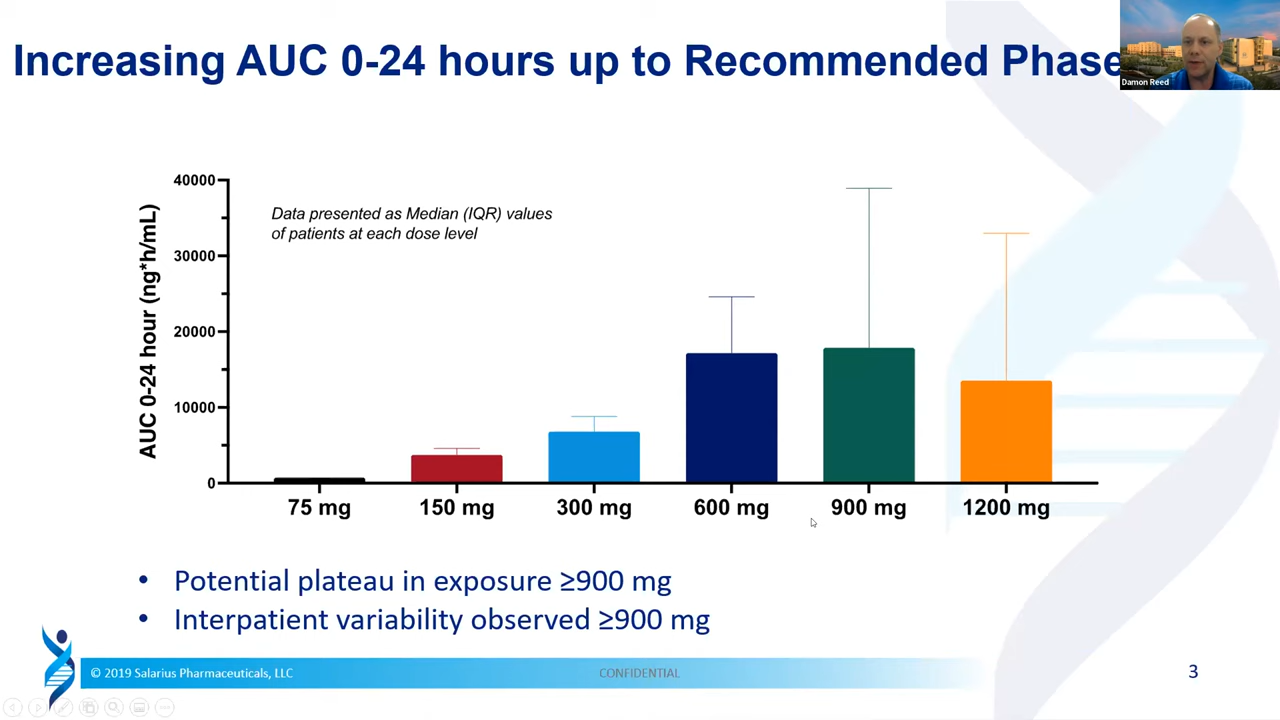 Increasing AUC 0-24 hours up to Recommended Phase
Damon Reed
AUC 0-24 hour (ng*h/mL)
40000
30000
20000
10000
0
Data presented as Median (IQR) values
of patients at each dose level
75 mg 150 mg 300 mg 600 mg 900 mg 1200 mg
• Potential plateau in exposure ≥900 mg
• Interpatient variability observed ≥900 mg
© 2019 Salarius Pharmaceuticals, LLC CONFIDENTIAL 3